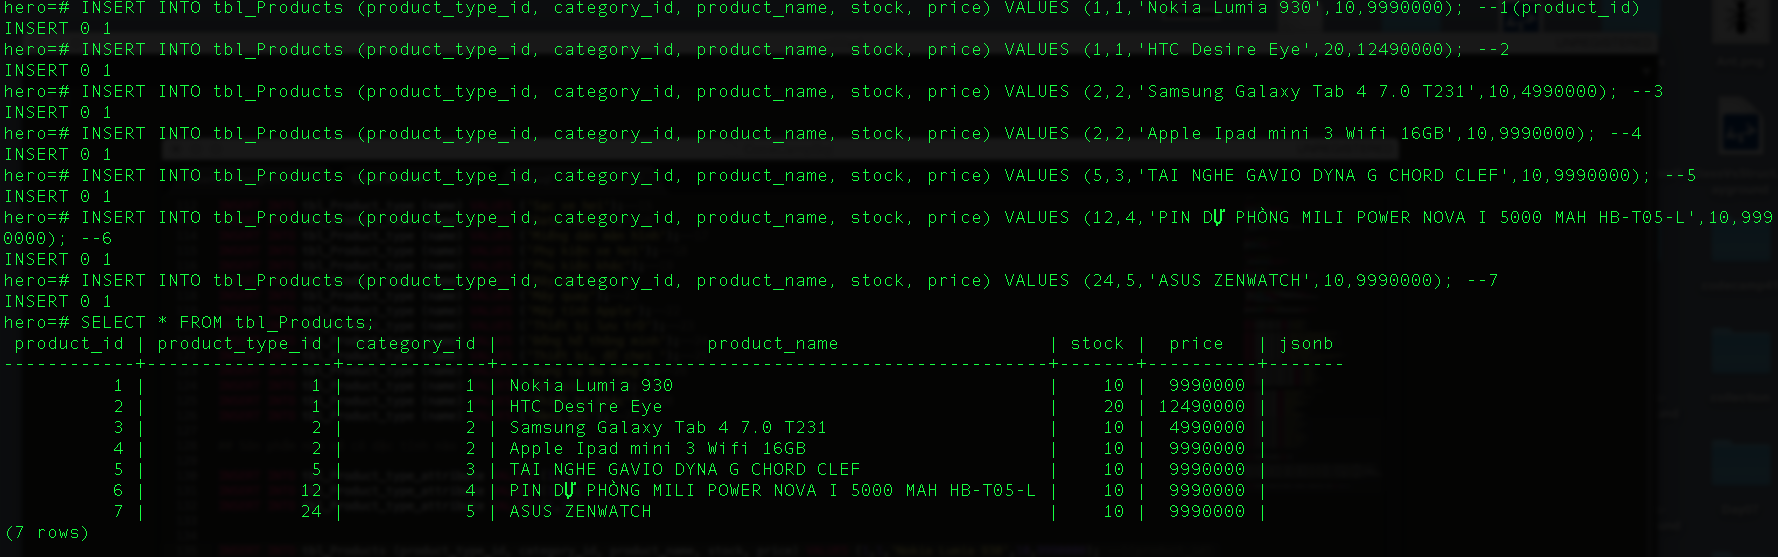 hero=# INSERT INTO tbl_Products (product_type_id, category_id, product_name, stock, price) VALUES (1,1,'Nokia Lumia 930',10,9990000); --1(product_id)
INSERT 0 1
hero=# INSERT INTO tbl_Products (product_type_id, category_id, product_name, stock, price) VALUES (1,1,'HTC Desire Eye',20,12490000); --2
INSERT 0 1
hero=# INSERT INTO tbl_Products (product_type_id, category_id, product_name, stock, price) VALUES (2,2,'Samsung Galaxy Tab 4 7.0 T231',10,4990000); --3
INSERT 0 1
hero=# INSERT INTO tbl_Products (product_type_id, category_id, product_name, stock, price) VALUES (2,2,'Apple Ipad mini 3 Wifi 16GB',10,9990000); --4
INSERT 0 1
hero=# INSERT INTO tbl_Products (product_type_id, category_id, product_name, stock, price) VALUES (5,3,'TAI NGHE GAVIO DYNA G CHORD CLEF',10,9990000); --5
INSERT 0 1
hero=# INSERT INTO tbl_Products (product_type_id, category_id, product_name, stock, price) VALUES (12,4,'PIN DỰ PHÒNG MILI POWER NOVA I 5000 MAH HB-T05-L',10,999
0000); --6
INSERT 0 1
hero=# INSERT INTO tbl_Products (product_type_id, category_id, product_name, stock, price) VALUES (24,5,'ASUS ZENWATCH',10,9990000); --7
INSERT 0 1
hero=# SELECT * FROM tbl_Products;
 product_id | product_type_id | category_id |                   product_name                   | stock |  price   | jsonb
------------+-----------------+-------------+--------------------------------------------------+-------+----------+-------
          1 |               1 |           1 | Nokia Lumia 930                                  |    10 |  9990000 |
          2 |               1 |           1 | HTC Desire Eye                                   |    20 | 12490000 |
          3 |               2 |           2 | Samsung Galaxy Tab 4 7.0 T231                    |    10 |  4990000 |
          4 |               2 |           2 | Apple Ipad mini 3 Wifi 16GB                      |    10 |  9990000 |
          5 |               5 |           3 | TAI NGHE GAVIO DYNA G CHORD CLEF                 |    10 |  9990000 |
          6 |              12 |           4 | PIN DỰ PHÒNG MILI POWER NOVA I 5000 MAH HB-T05-L |    10 |  9990000 |
          7 |              24 |           5 | ASUS ZENWATCH                                    |    10 |  9990000 |
(7 rows)